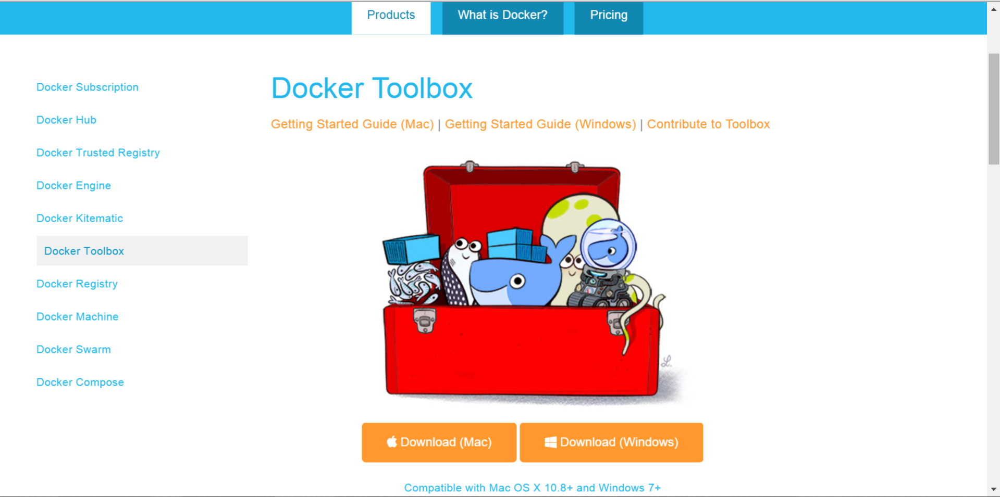 Products
What is Docker?
Pricing
Docker Subscription
Docker Hub
Docker Trusted Registry
Docker Engine
Docker Kitematic
Docker Toolbox
Docker Registry
Docker Machine
Docker Swarm
Docker Compose
Docker Toolbox
Getting Started Guide (Mac) | Getting Started Guide (Windows) | Contribute to Toolbox
L.
Download (Mac)
Download (Windows)
Compatible with Mac OS X 10.8+ and Windows 7+